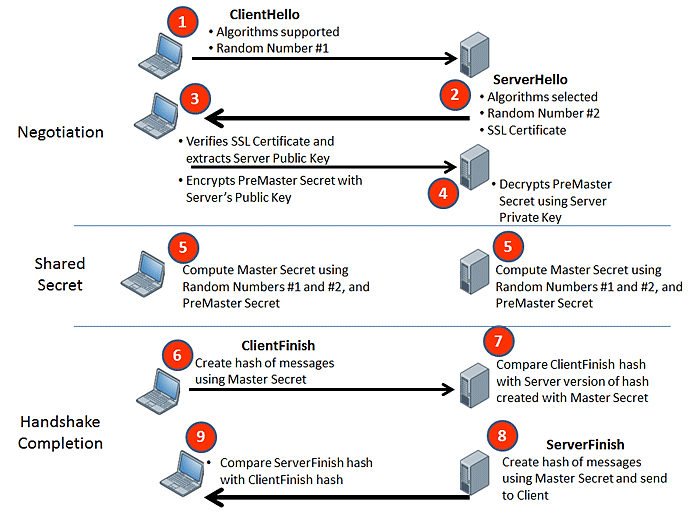 1
ClientHello
• Algorithms supported
• Random Number #1
ServerHello
2
• Algorithms selected
• Random Number #2
• SSL Certificate
3
Negotiation
• Verifies SSL Certificate and
extracts Server Public Key
• Encrypts PreMaster Secret with
Server's Public Key
4
• Decrypts PreMaster
Secret using Server
Private Key
Shared
Secret
5
Compute Master Secret using
Random Numbers #1 and #2, and
PreMaster Secret
5
Compute Master Secret using
Random Numbers #1 and #2, and
PreMaster Secret
Handshake
Completion
6
ClientFinish
Create hash of messages
using Master Secret
7
Compare ClientFinish hash
with Server version of hash
created with Master Secret
8
ServerFinish
Create hash of messages
using Master Secret and send
to Client
9
• Compare ServerFinish hash
with ClientFinish hash